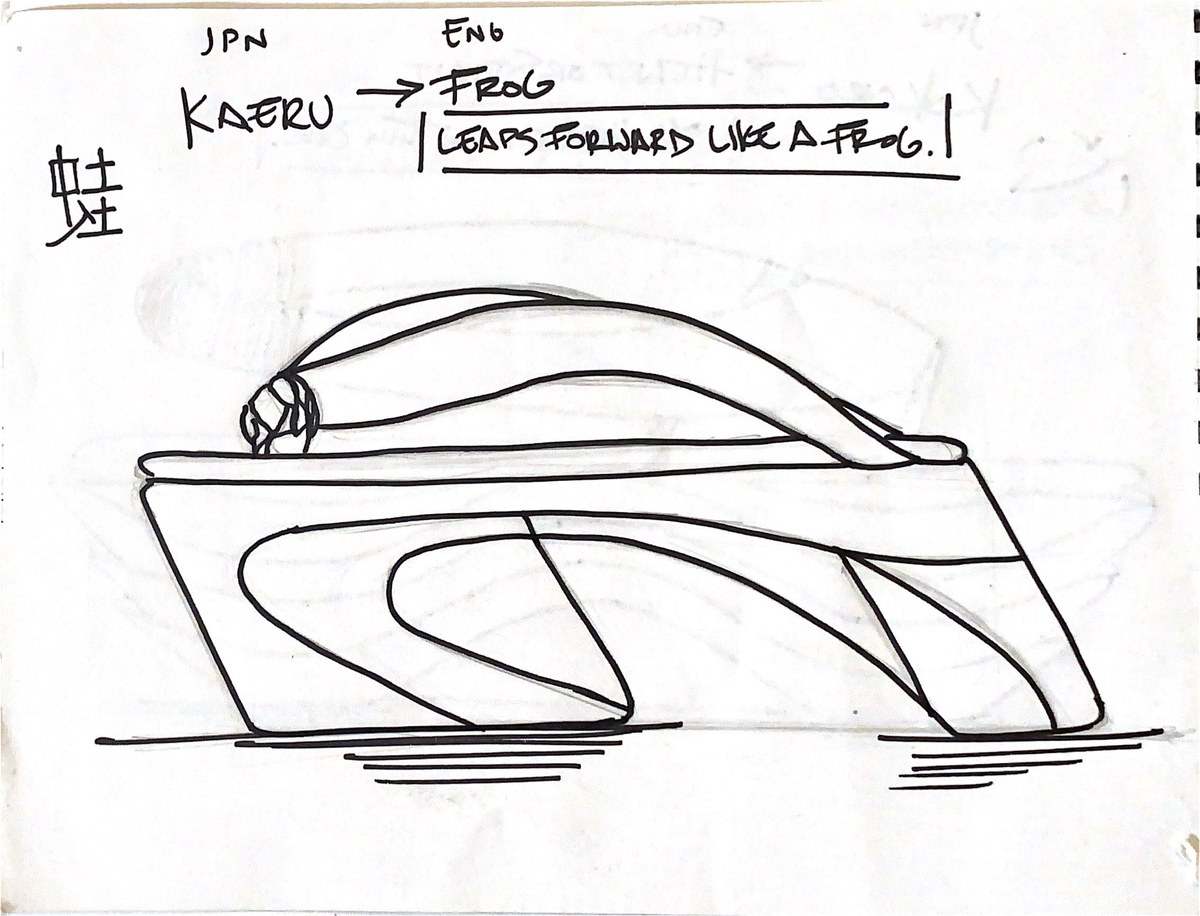 JPN ENG
KAERU → FROG
LEAPS FORWARD LIKE A FROG.
蛙